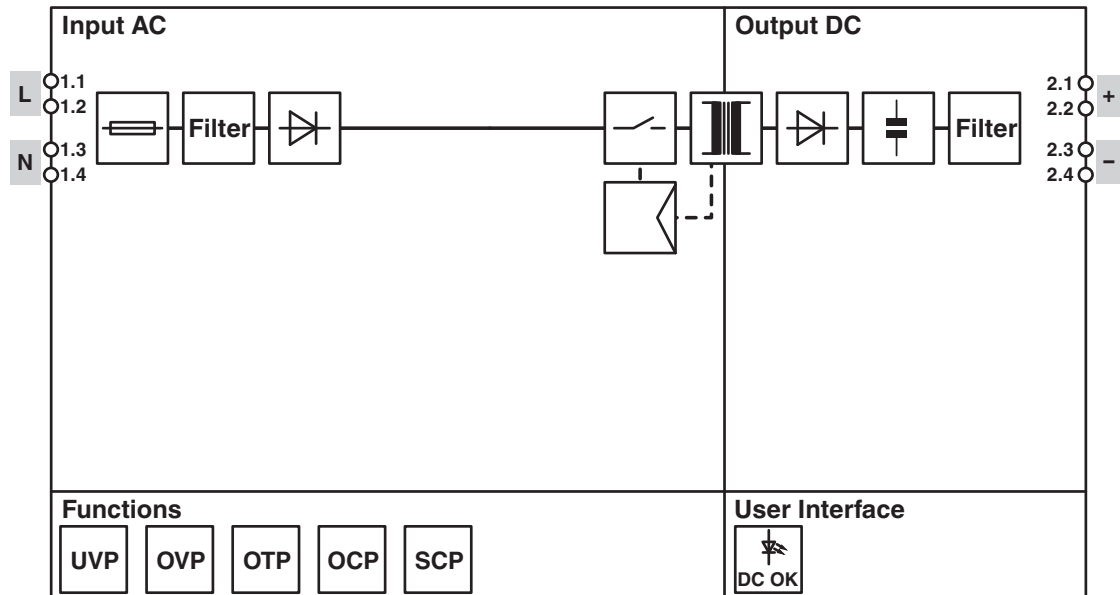 Input AC
Output DC
L
1.1
1.2
N
1.3
1.4
Filter
Filter
2.1
2.2
+
2.3
2.4
−
Functions
UVP
OVP
OTP
OCP
SCP
User Interface
DC OK